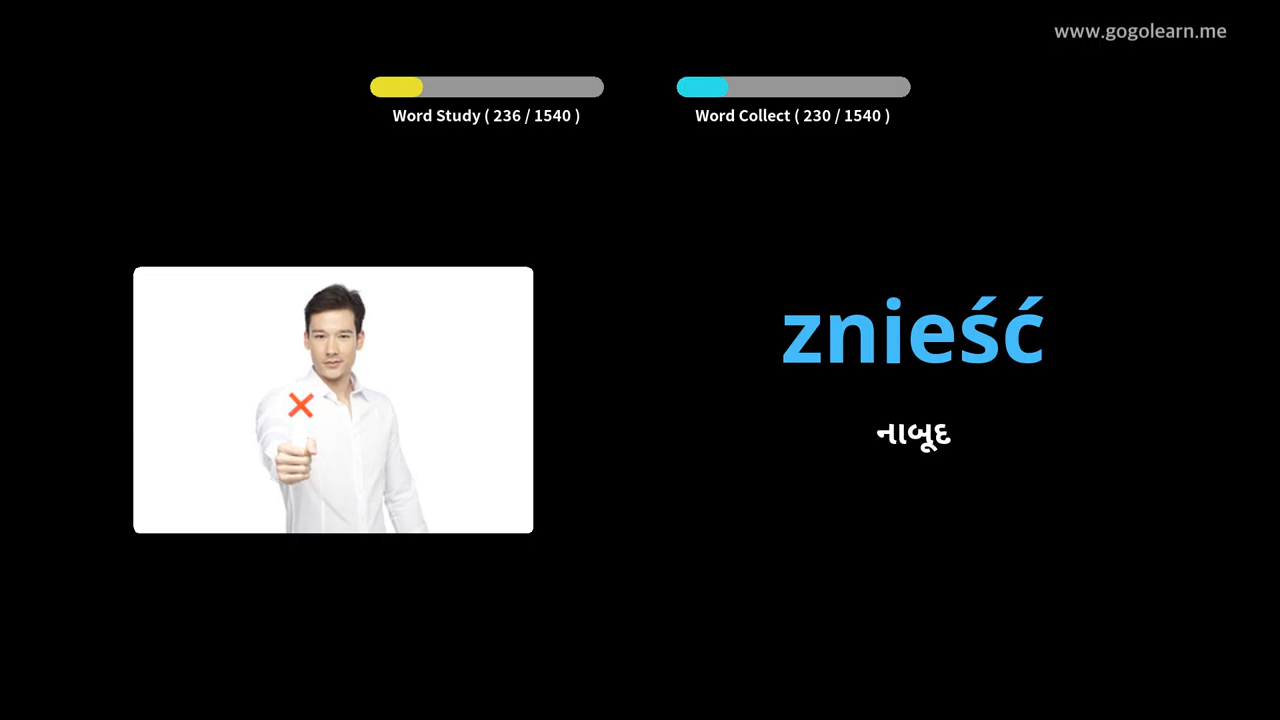 www.gogolearn.me
Word Study ( 236 / 1540 )
Word Collect ( 230 / 1540 )
znieść
નાબૂદ